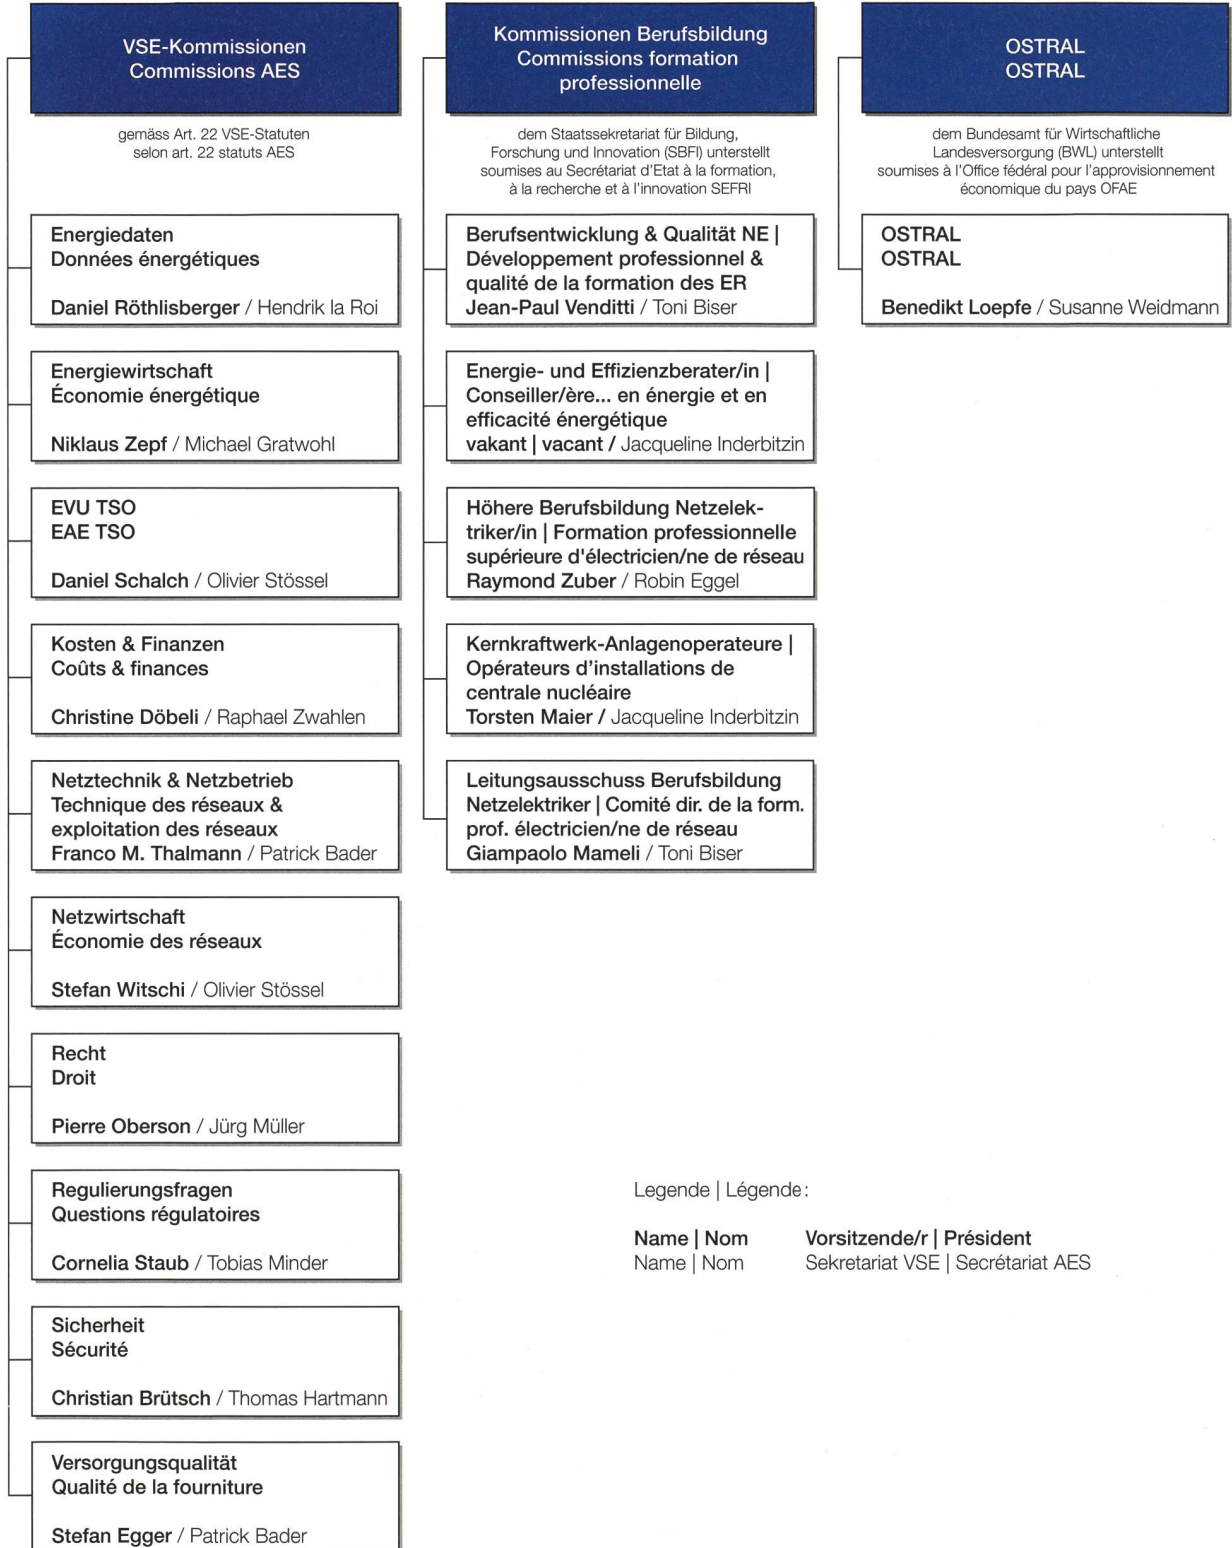 VSE-Kommissionen
Commissions AES
gemäss Art. 22 VSE-Statuten
selon art. 22 statuts AES
Energiedaten
Données énergétiques
Daniel Röthlisberger / Hendrik la Roi
Energiewirtschaft
Économie énergétique
Niklaus Zepf / Michael Gratwohl
EVU TSO
EAE TSO
Daniel Schalch / Olivier Stössel
Kosten & Finanzen
Coûts & finances
Christine Döbeli / Raphael Zwahlen
Netztechnik & Netzbetrieb
Technique des réseaux &
exploitation des réseaux
Franco M. Thalmann / Patrick Bader
Netzwirtschaft
Économie des réseaux
Stefan Witschi / Olivier Stössel
Recht
Droit
Pierre Oberson / Jürg Müller
Regulierungsfragen
Questions régulatoires
Cornelia Staub / Tobias Minder
Sicherheit
Sécurité
Christian Brütsch / Thomas Hartmann
Versorgungsqualität
Qualité de la fourniture
Stefan Egger / Patrick Bader
Kommissionen Berufsbildung
Commissions formation
professionnelle
dem Staatssekretariat für Bildung,
Forschung und Innovation (SBFI) unterstellt
soumises au Secrétariat d'Etat à la formation,
à la recherche et à l'innovation SEFRI
Berufsentwicklung & Qualität NE |
Développement professionnel &
qualité de la formation des ER
Jean-Paul Venditti / Toni Biser
Energie- und Effizienzberater/in |
Conseiller/ère... en énergie et en
efficacité énergétique
vakant | vacant / Jacqueline Inderbitzin
Höhere Berufsbildung Netzelek-
triker/in | Formation professionnelle
supérieure d'électricien/ne de réseau
Raymond Zuber / Robin Eggel
Kernkraftwerk-Anlagenoperateure |
Opérateurs d'installations de
centrale nucléaire
Torsten Maier / Jacqueline Inderbitzin
Leitungsausschuss Berufsbildung
Netzelektriker | Comité dir. de la form.
prof. électricien/ne de réseau
Giampaolo Mameli / Toni Biser
OSTRAL
OSTRAL
dem Bundesamt für Wirtschaftliche
Landesversorgung (BWL) unterstellt
soumises à l'Office fédéral pour l'approvisionnement
économique du pays OFAE
OSTRAL
OSTRAL
Benedikt Loepfe / Susanne Weidmann
Legende | Légende:
Name | Nom Vorsitzende/r | Président
Name | Nom Sekretariat VSE | Secrétariat AES